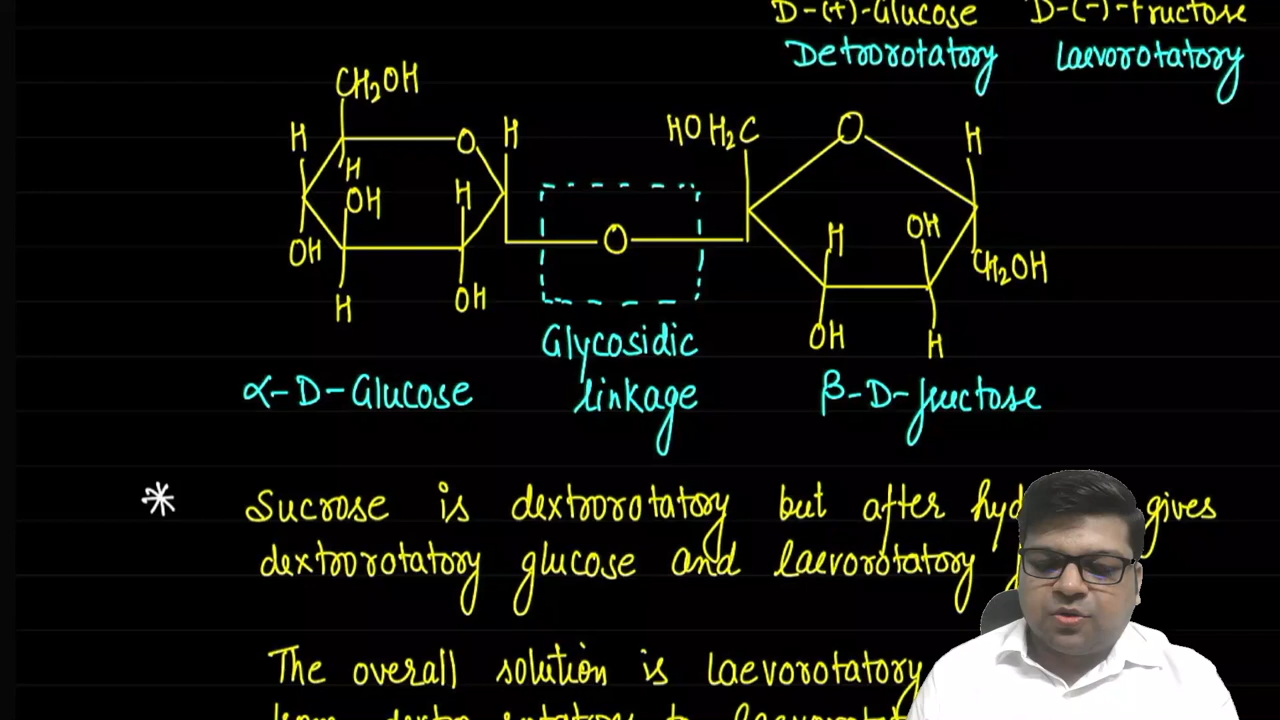 D-(+)-Glucose D-(-)-Fructose
Detrorotatory Laevorotatory
CH₂OH
H O H HOH₂C O H
H
OH H H OH
OH O CH₂OH
H OH OH H
Glycosidic
linkage
α-D-Glucose β-D-fructose
* Sucrose is dextrorotatory but after gives
dextrorotatory glucose and laevorotatory
The overall solution is laevorotatory